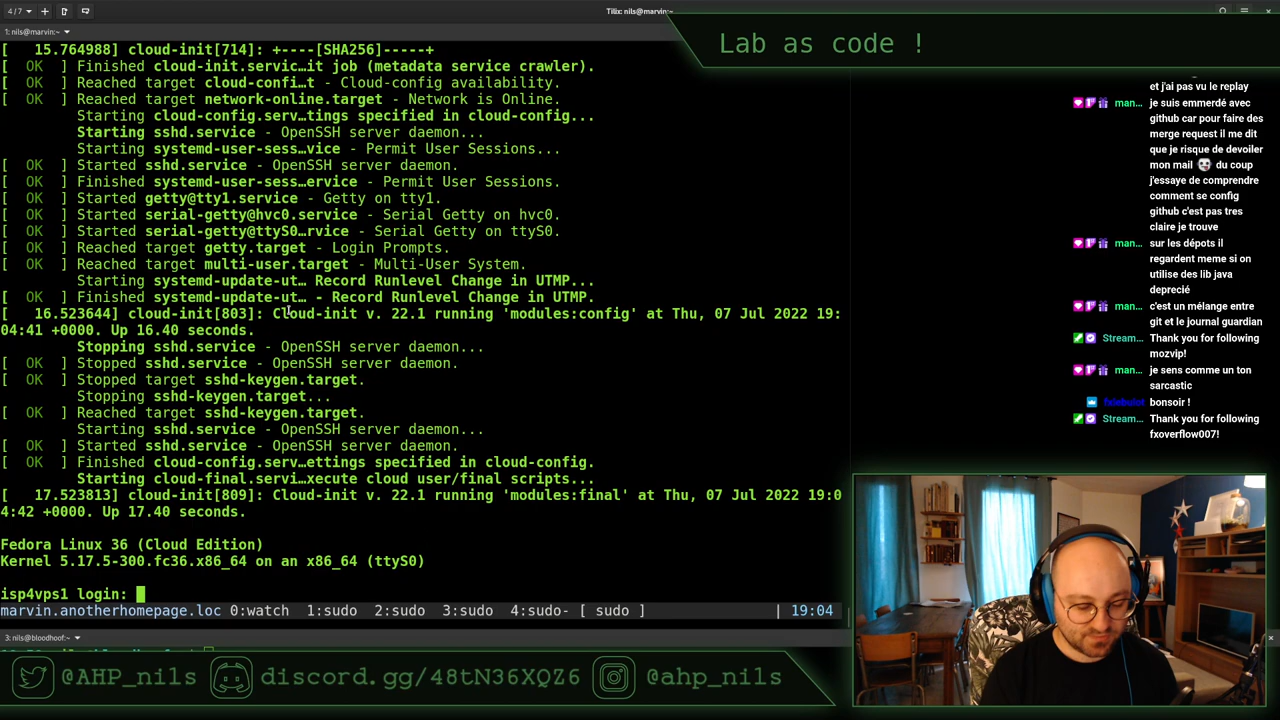 4 / 7
Tilix: nils@marvin:~
1: nils@marvin:~
Lab as code !
[   15.764988] cloud-init[714]: +----[SHA256]-----+
[  OK  ] Finished cloud-init.servic…it job (metadata service crawler).
[  OK  ] Reached target cloud-confi…t - Cloud-config availability.
[  OK  ] Reached target network-online.target - Network is Online.
Starting cloud-config.serv…tings specified in cloud-config...
Starting sshd.service - OpenSSH server daemon...
Starting systemd-user-sess…vice - Permit User Sessions...
[  OK  ] Started sshd.service - OpenSSH server daemon.
[  OK  ] Finished systemd-user-sess…ervice - Permit User Sessions.
[  OK  ] Started getty@tty1.service - Getty on tty1.
[  OK  ] Started serial-getty@hvc0.service - Serial Getty on hvc0.
[  OK  ] Started serial-getty@ttyS0…rvice - Serial Getty on ttyS0.
[  OK  ] Reached target getty.target - Login Prompts.
[  OK  ] Reached target multi-user.target - Multi-User System.
Starting systemd-update-ut… Record Runlevel Change in UTMP...
[  OK  ] Finished systemd-update-ut… - Record Runlevel Change in UTMP.
[   16.523644] cloud-init[803]: Cloud-init v. 22.1 running 'modules:config' at Thu, 07 Jul 2022 19:
04:41 +0000. Up 16.40 seconds.
Stopping sshd.service - OpenSSH server daemon...
[  OK  ] Stopped sshd.service - OpenSSH server daemon.
[  OK  ] Stopped target sshd-keygen.target.
Stopping sshd-keygen.target...
[  OK  ] Reached target sshd-keygen.target.
Starting sshd.service - OpenSSH server daemon...
[  OK  ] Started sshd.service - OpenSSH server daemon.
[  OK  ] Finished cloud-config.serv…ettings specified in cloud-config.
Starting cloud-final.servi…xecute cloud user/final scripts...
[   17.523813] cloud-init[809]: Cloud-init v. 22.1 running 'modules:final' at Thu, 07 Jul 2022 19:0
4:42 +0000. Up 17.40 seconds.
Fedora Linux 36 (Cloud Edition)
Kernel 5.17.5-300.fc36.x86_64 on an x86_64 (ttyS0)
isp4vps1 login:
marvin.anotherhomepage.loc 0:watch  1:sudo  2:sudo  3:sudo  4:sudo- [ sudo ] | 19:04
3: nils@bloodhoof:~
et j'ai pas vu le replay
man… je suis emmerdé avec
github car pour faire des
merge request il me dit
que je risque de devoiler
mon mail 💀 du coup
j'essaye de comprendre
comment se config
github c'est pas tres
claire je trouve
man… sur les dépots il
regardent meme si on
utilise des lib java
deprecié
man… c'est un mélange entre
git et le journal guardian
Stream… Thank you for following
mozvip!
man… je sens comme un ton
sarcastic
bonsoir !
Stream… Thank you for following
fxoverflow007!
@AHP_nils
discord.gg/48tN36XQZ6
@ahp_nils